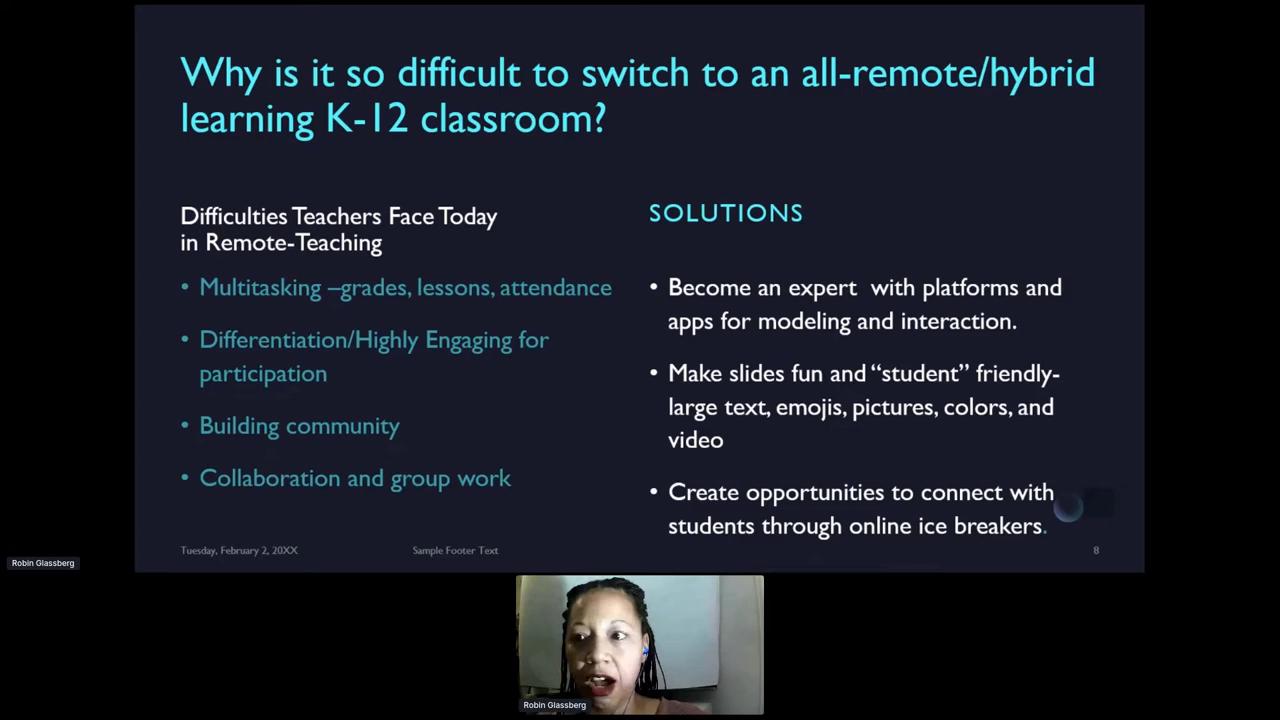 Why is it so difficult to switch to an all-remote/hybrid
learning K-12 classroom?
Difficulties Teachers Face Today
in Remote-Teaching
• Multitasking –grades, lessons, attendance
• Differentiation/Highly Engaging for
participation
• Building community
• Collaboration and group work
SOLUTIONS
• Become an expert  with platforms and
apps for modeling and interaction.
• Make slides fun and “student” friendly-
large text, emojis, pictures, colors, and
video
• Create opportunities to connect with
students through online ice breakers.
Tuesday, February 2, 20XX
Sample Footer Text
8
Robin Glassberg
Robin Glassberg